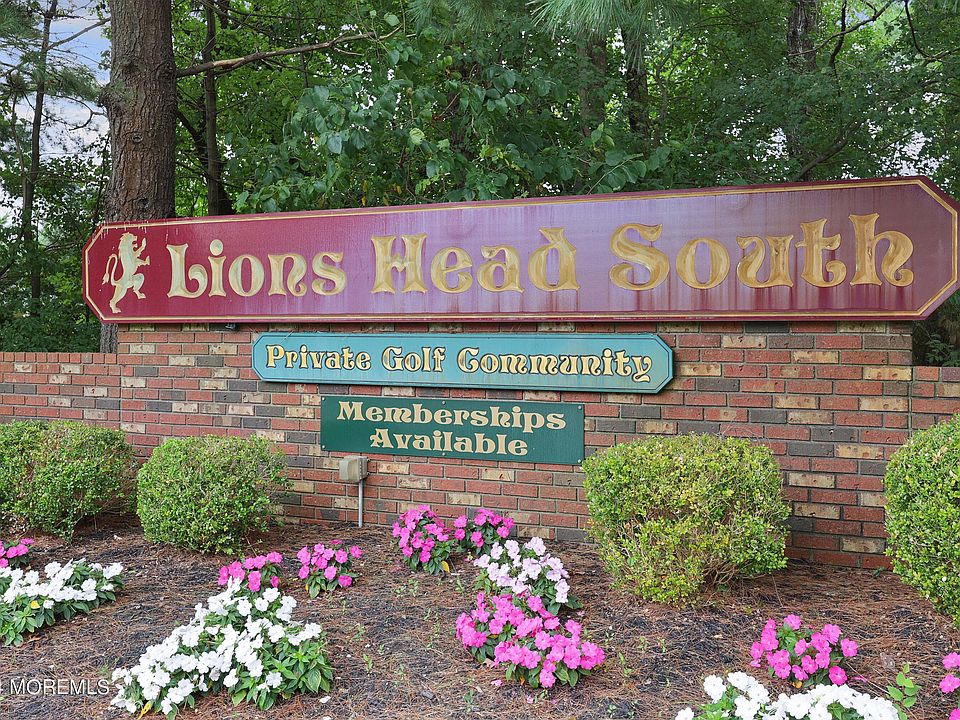 Lions Head South
Private Golf Community
Memberships
Available
MOREMLS